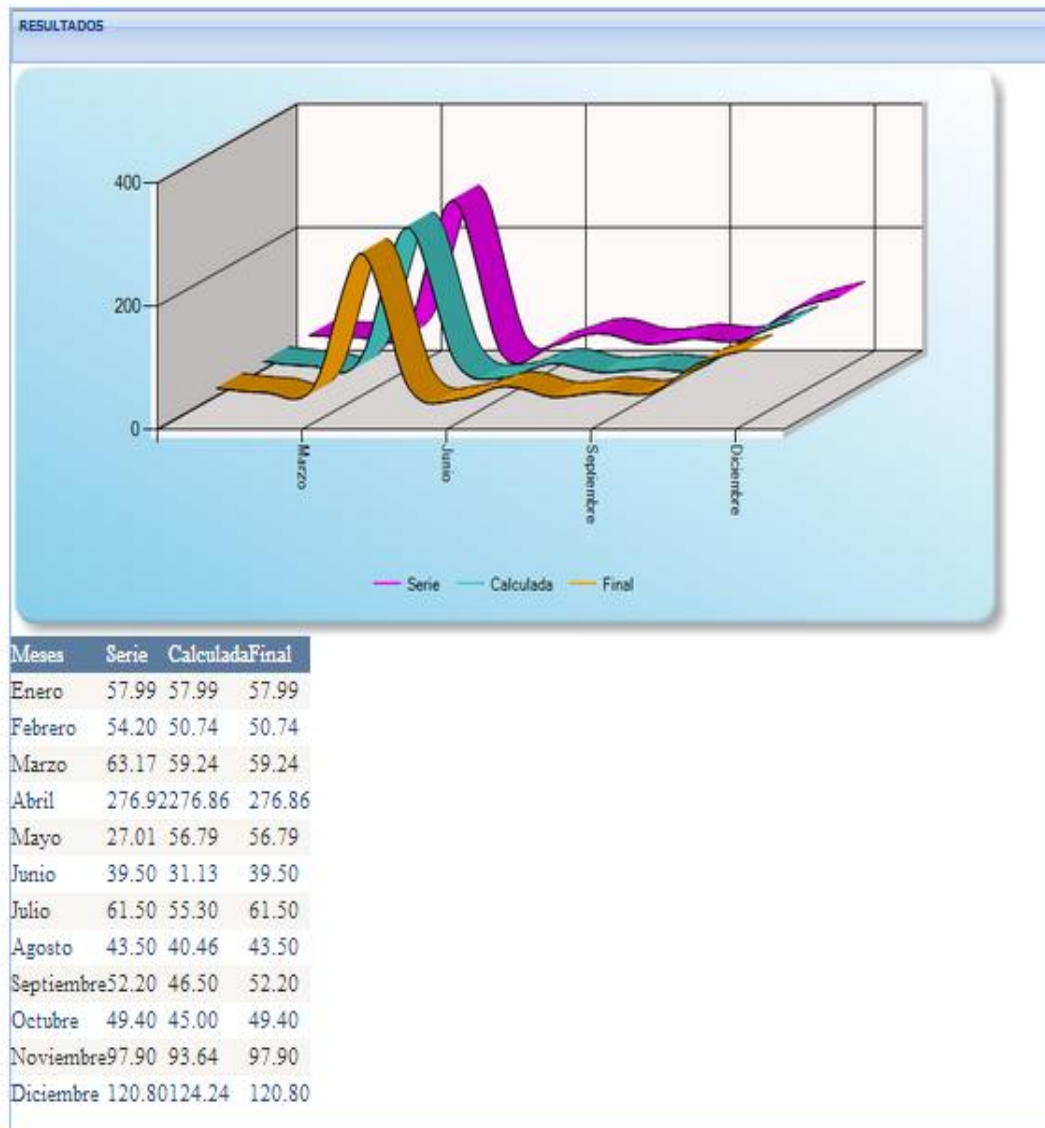 RESULTADOS
400
200
0
Marzo
Junio
Septiembre
Diciembre
Serie Calculada Final
Meses Serie Calculada Final
Enero 57.99 57.99 57.99
Febrero 54.20 50.74 50.74
Marzo 63.17 59.24 59.24
Abril 276.92 276.86 276.86
Mayo 27.01 56.79 56.79
Junio 39.50 31.13 39.50
Julio 61.50 55.30 61.50
Agosto 43.50 40.46 43.50
Septiembre 52.20 46.50 52.20
Octubre 49.40 45.00 49.40
Noviembre 97.90 93.64 97.90
Diciembre 120.80 124.24 120.80